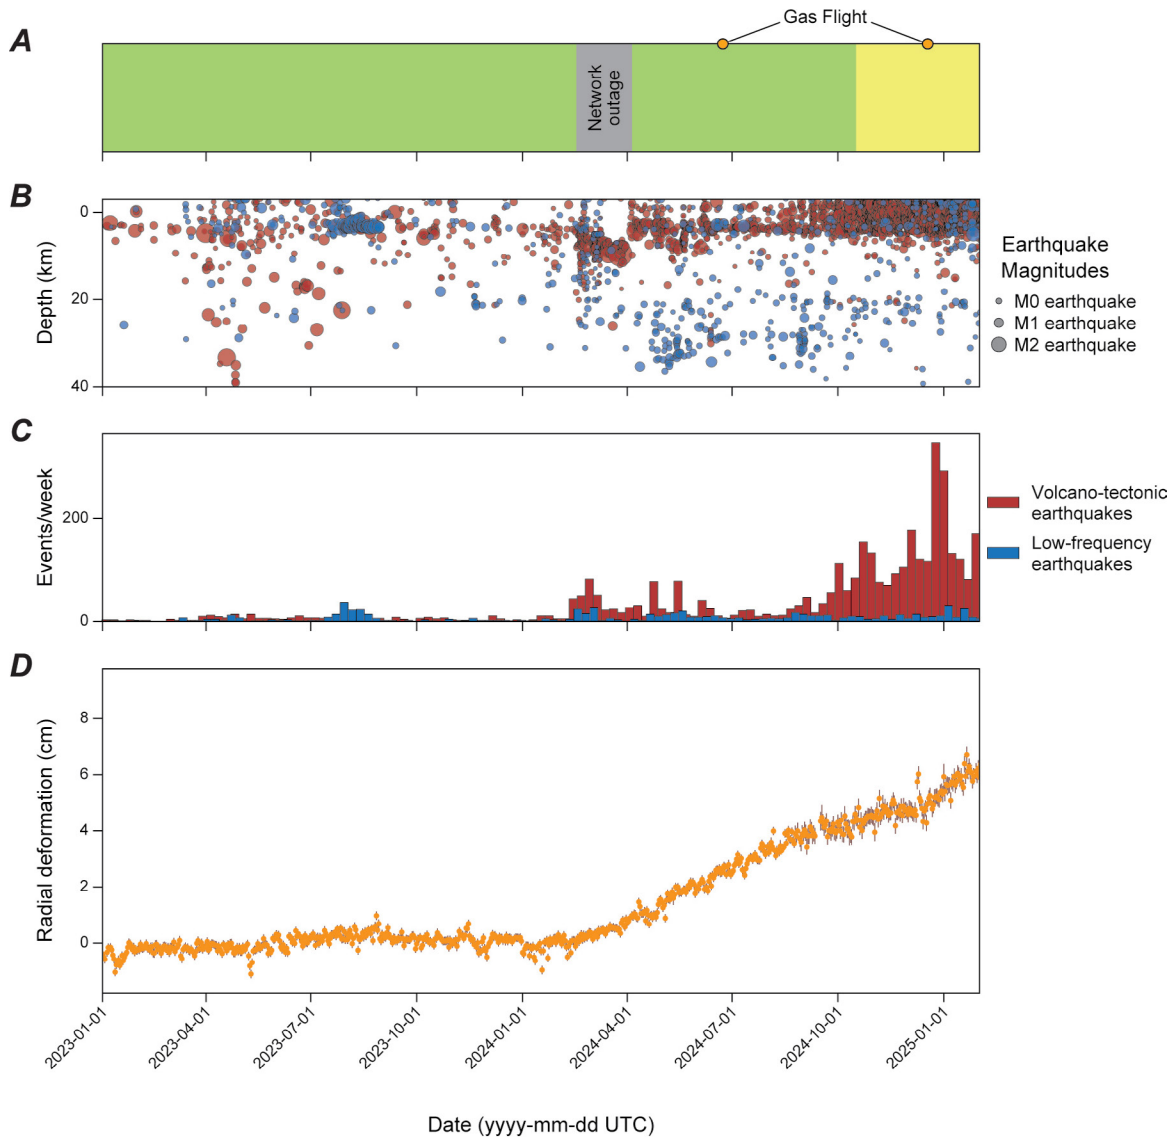 Gas Flight
A
Network
outage
B
0
20
40
Depth (km)
Earthquake
Magnitudes
M0 earthquake
M1 earthquake
M2 earthquake
C
200
0
Events/week
Volcano-tectonic
earthquakes
Low-frequency
earthquakes
D
8
6
4
2
0
Radial deformation (cm)
2023-01-01
2023-04-01
2023-07-01
2023-10-01
2024-01-01
2024-04-01
2024-07-01
2024-10-01
2025-01-01
Date (yyyy-mm-dd UTC)